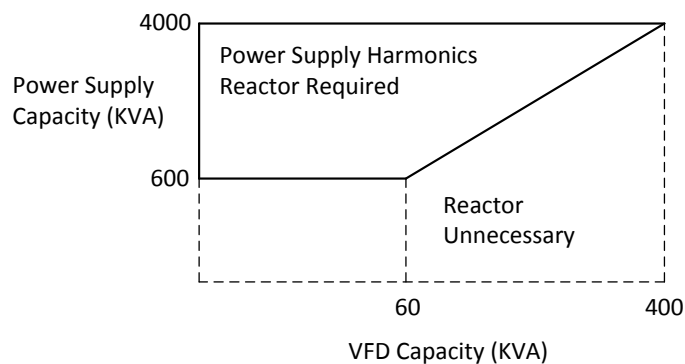 4000
Power Supply Harmonics
Reactor Required
Power Supply
Capacity (KVA)
600
Reactor
Unnecessary
60
400
VFD Capacity (KVA)